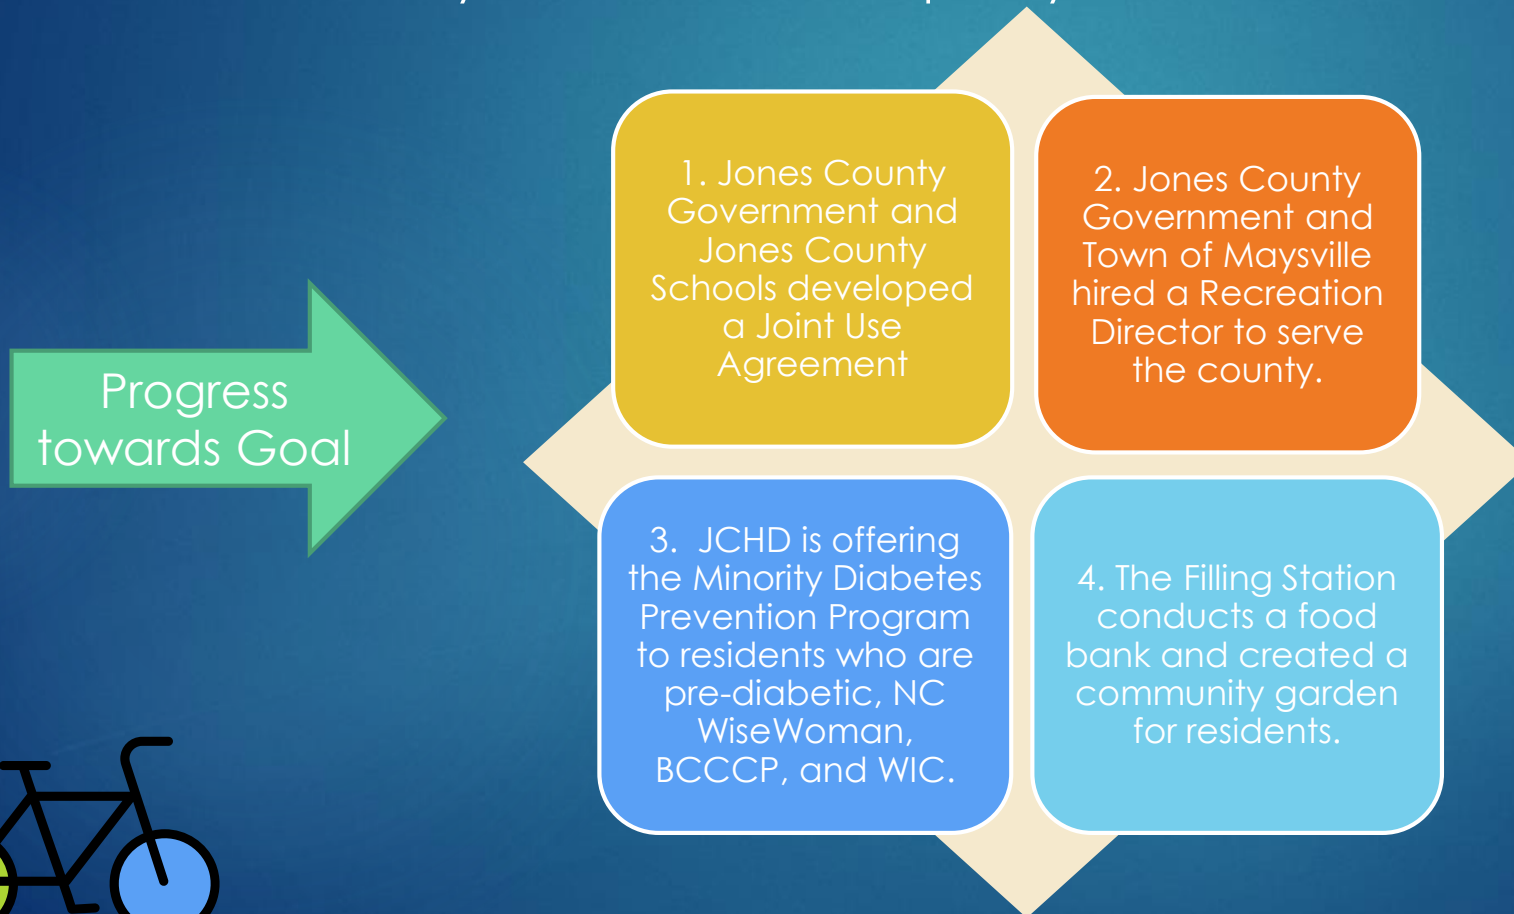 Progress
towards Goal
1. Jones County
Government and
Jones County
Schools developed
a Joint Use
Agreement
2. Jones County
Government and
Town of Maysville
hired a Recreation
Director to serve
the county.
3.  JCHD is offering
the Minority Diabetes
Prevention Program
to residents who are
pre-diabetic, NC
WiseWoman,
BCCCP, and WIC.
4. The Filling Station
conducts a food
bank and created a
community garden
for residents.